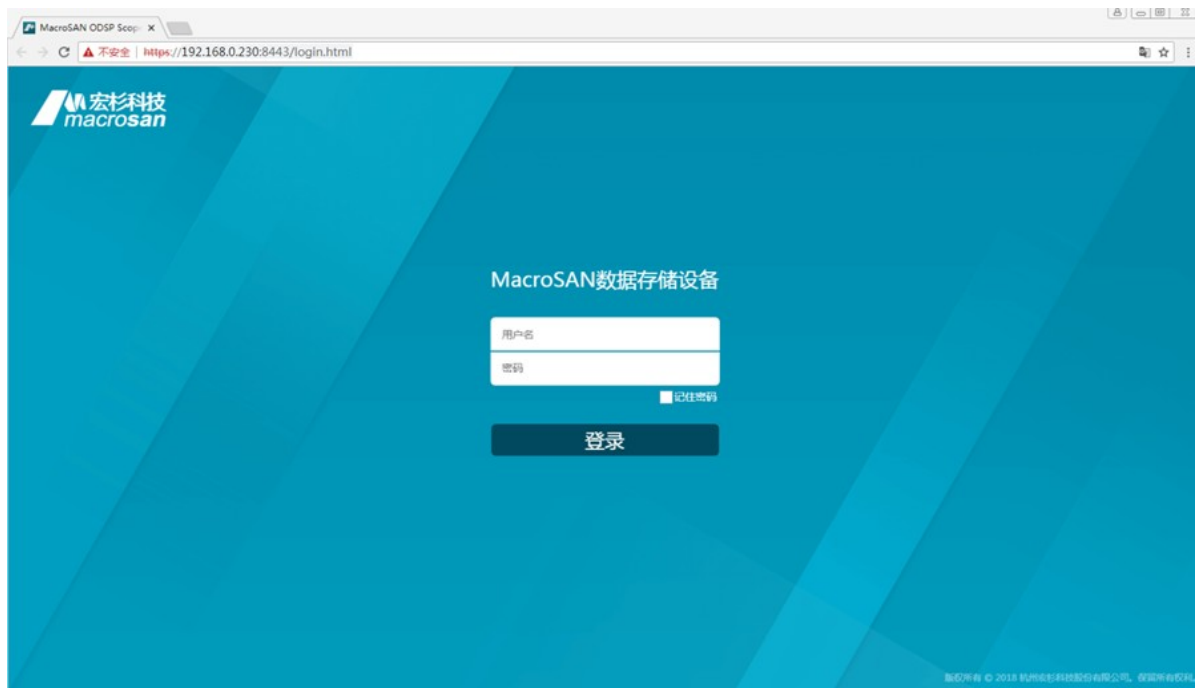 MacroSAN ODSP Scop
不安全 | https://192.168.0.230:8443/login.html
宏杉科技
macrosan
MacroSAN数据存储设备
用户名
密码
记住密码
登录
版权所有 © 2018 杭州宏杉科技股份有限公司。保留所有权利。